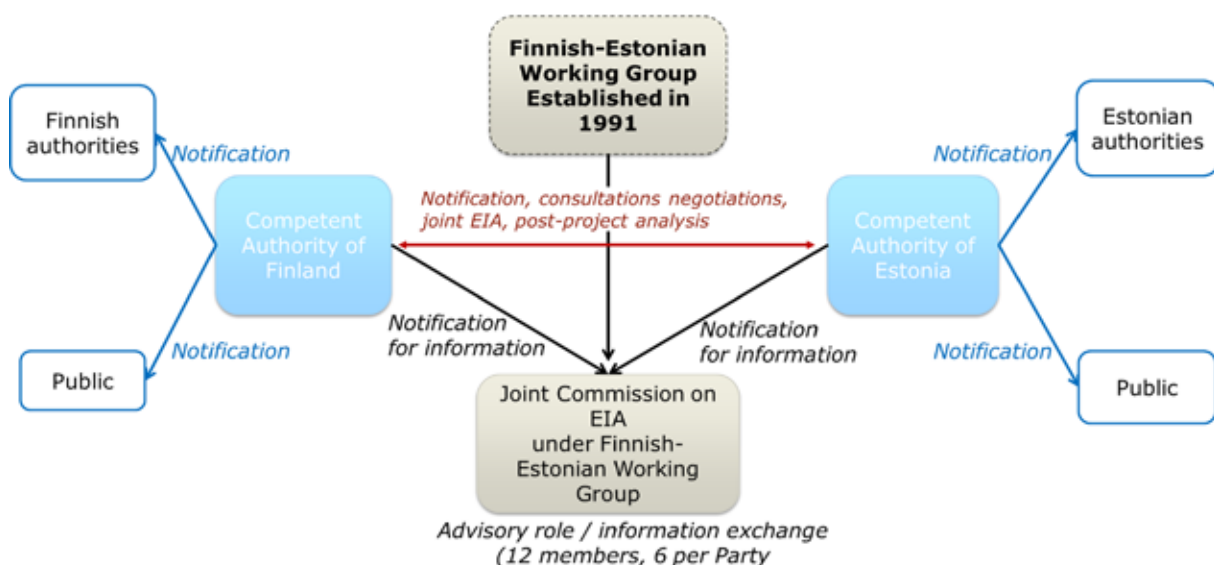 Finnish-Estonian
Working Group
Established in
1991
Finnish
authorities
Notification
Competent
Authority of
Finland
Notification
Public
Notification, consultations negotiations,
joint EIA, post-project analysis
Estonian
authorities
Notification
Competent
Authority of
Estonia
Notification
Public
Notification
for information
Notification
for information
Joint Commission on
EIA
under Finnish-
Estonian Working
Group
Advisory role / information exchange
(12 members, 6 per Party